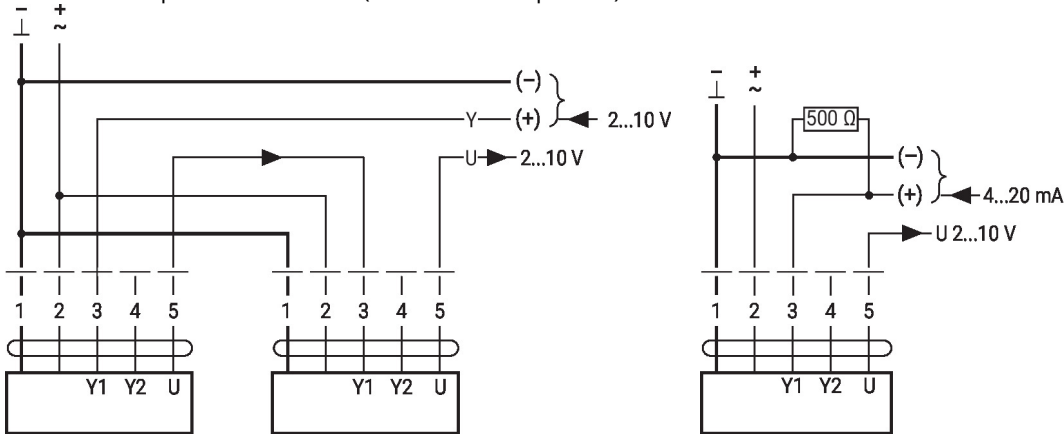 − +
⊥ ~
(−)
Y (+) 2...10 V
U 2...10 V
1 2 3 4 5 1 2 3 4 5
Y1 Y2 U Y1 Y2 U
− +
⊥ ~
500 Ω
(−)
(+) 4...20 mA
U 2...10 V
1 2 3 4 5
Y1 Y2 U